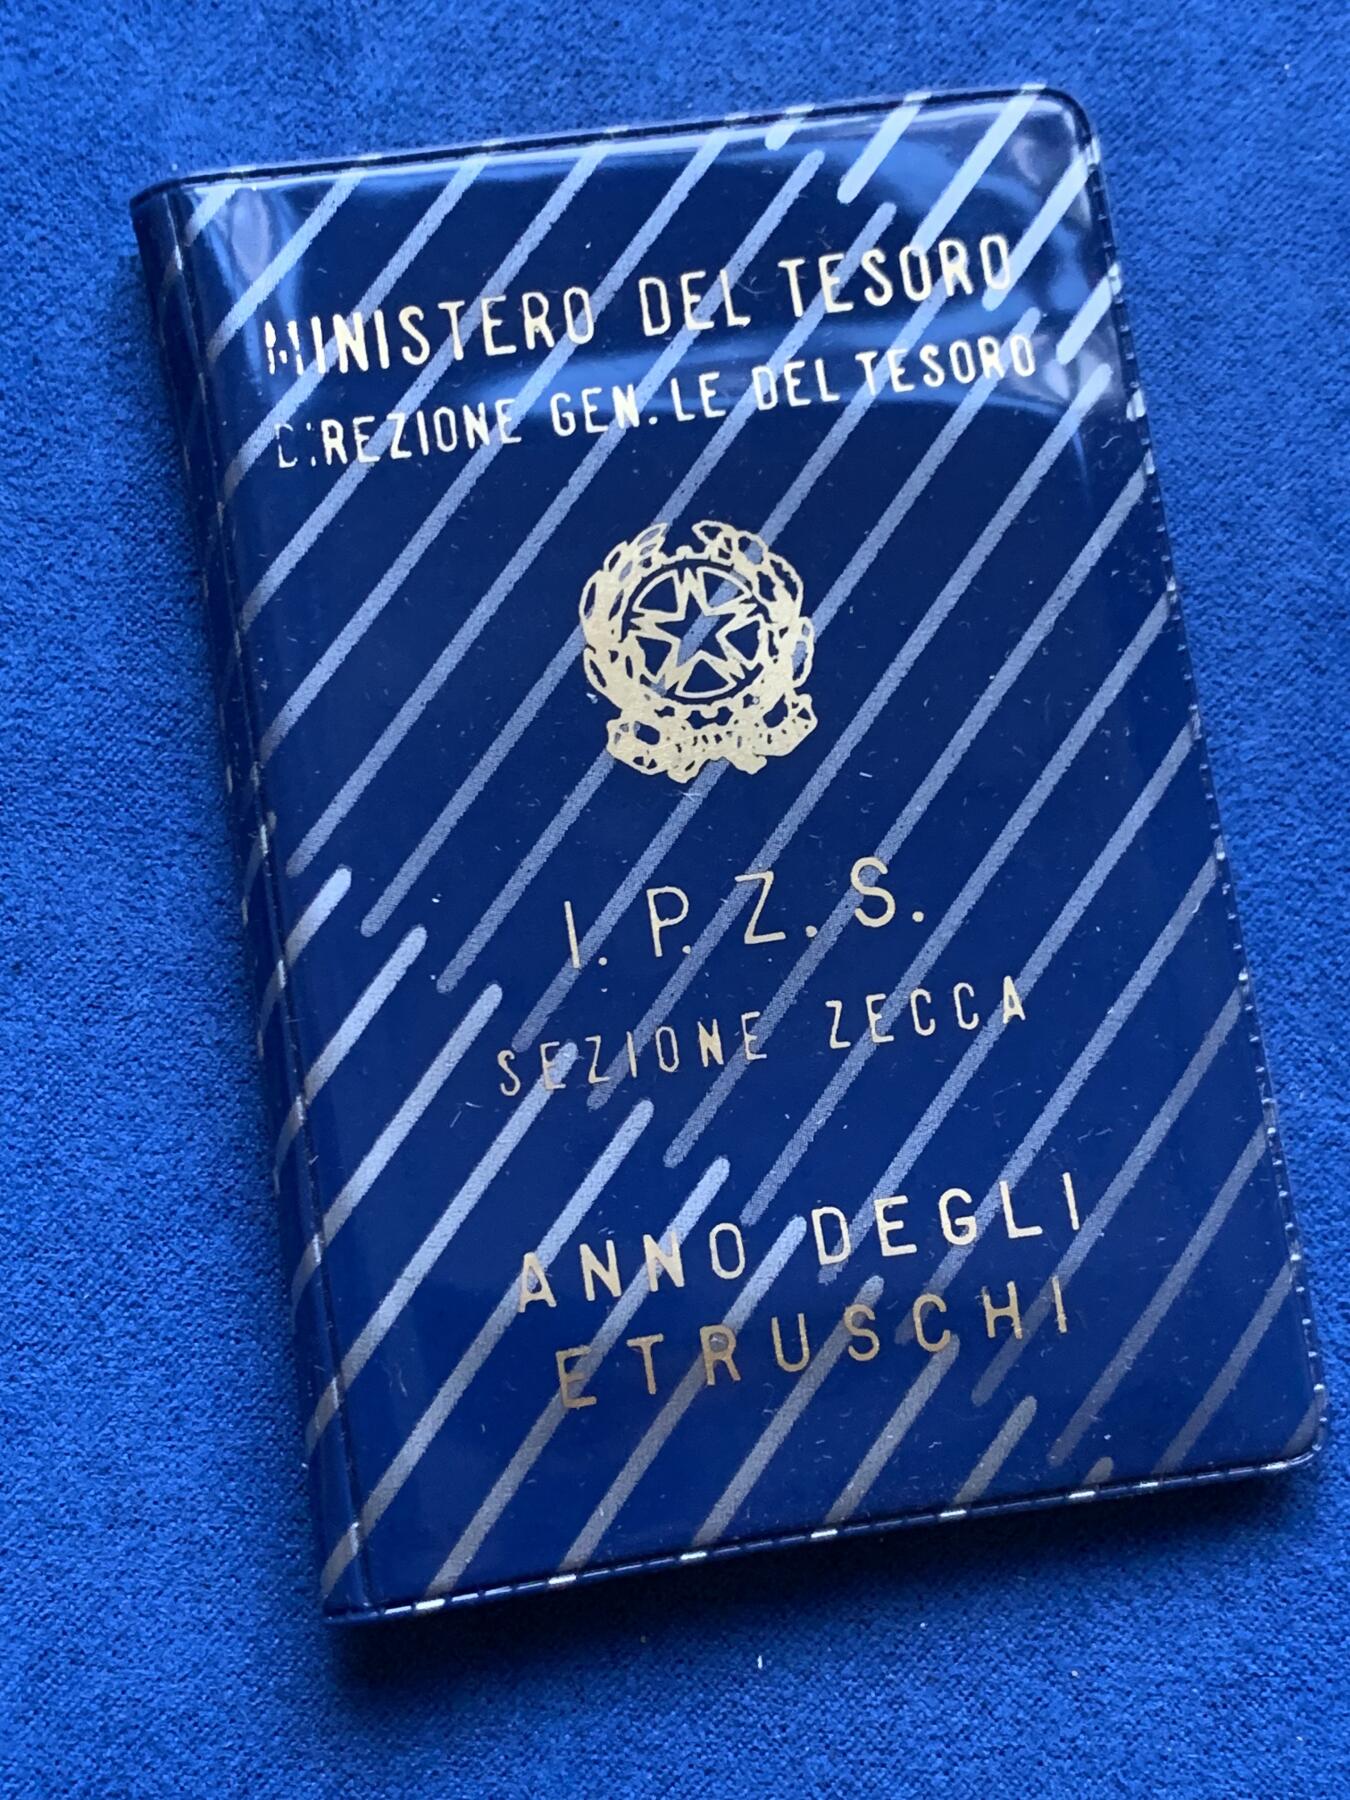 MINISTERO DEL TESORO
DIREZIONE GEN.LE DEL TESORO
I. P. Z. S.
SEZIONE ZECCA
ANNO DEGLI
ETRUSCHI